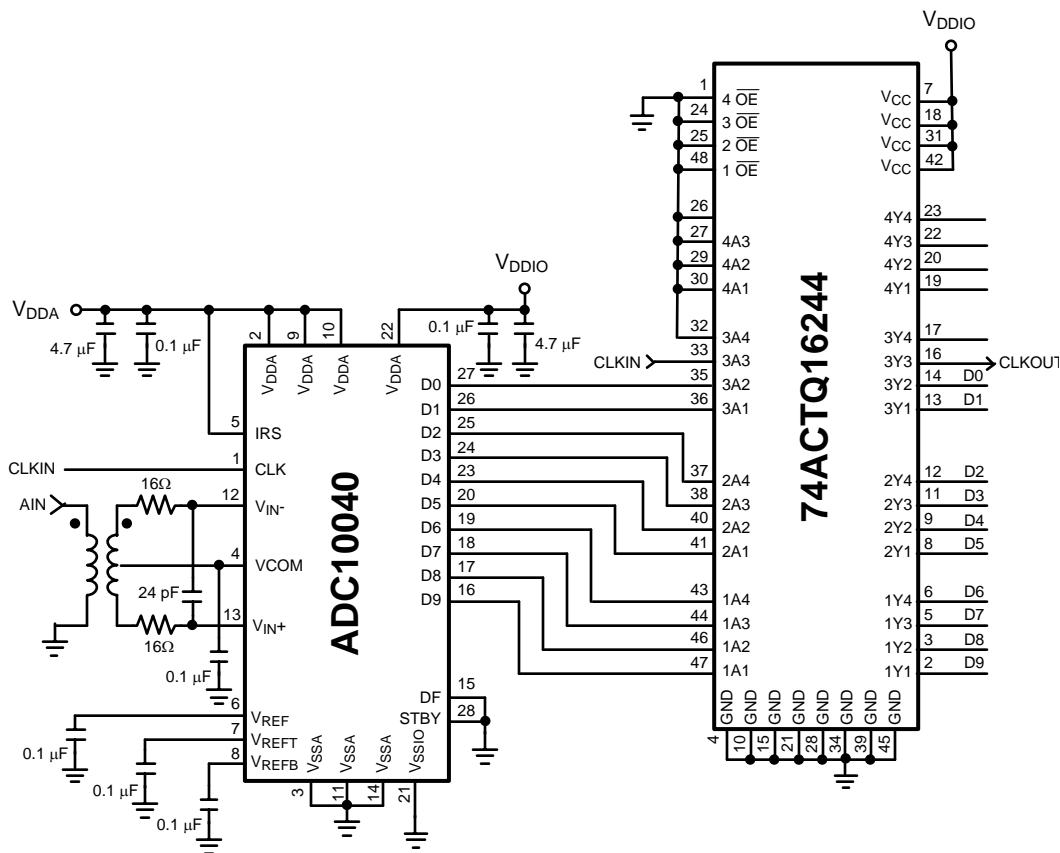 VDDIO
1
4 OE
24
3 OE
25
2 OE
48
1 OE
26
27
4A3
29
4A2
30
4A1
32
3A4
CLKIN
33
3A3
35
3A2
36
3A1
37
2A4
38
2A3
40
2A2
41
2A1
43
1A4
44
1A3
46
1A2
47
1A1
74ACTQ16244
VCC
7
VCC
18
VCC
31
VCC
42
4Y4
23
4Y3
22
4Y2
20
4Y1
19
3Y4
17
3Y3
16
CLKOUT
3Y2
14
D0
3Y1
13
D1
2Y4
12
D2
2Y3
11
D3
2Y2
9
D4
2Y1
8
D5
1Y4
6
D6
1Y3
5
D7
1Y2
3
D8
1Y1
2
D9
GND
GND
GND
GND
GND
GND
GND
GND
4
10
15
21
28
34
39
45
VDDA
4.7 µF
0.1 µF
VDDIO
0.1 µF
4.7 µF
2
9
10
22
VDDA
VDDA
VDDA
VDDA
5
IRS
CLKIN
1
CLK
AIN
16Ω
12
VIN-
4
VCOM
24 pF
13
VIN+
16Ω
0.1 µF
6
VREF
0.1 µF
7
VREFT
0.1 µF
8
VREFB
0.1 µF
ADC10040
D0
27
D1
26
D2
25
D3
24
D4
23
D5
20
D6
19
D7
18
D8
17
D9
16
DF
15
STBY
28
VSSA
VSSA
VSSA
VSSIO
3
11
14
21